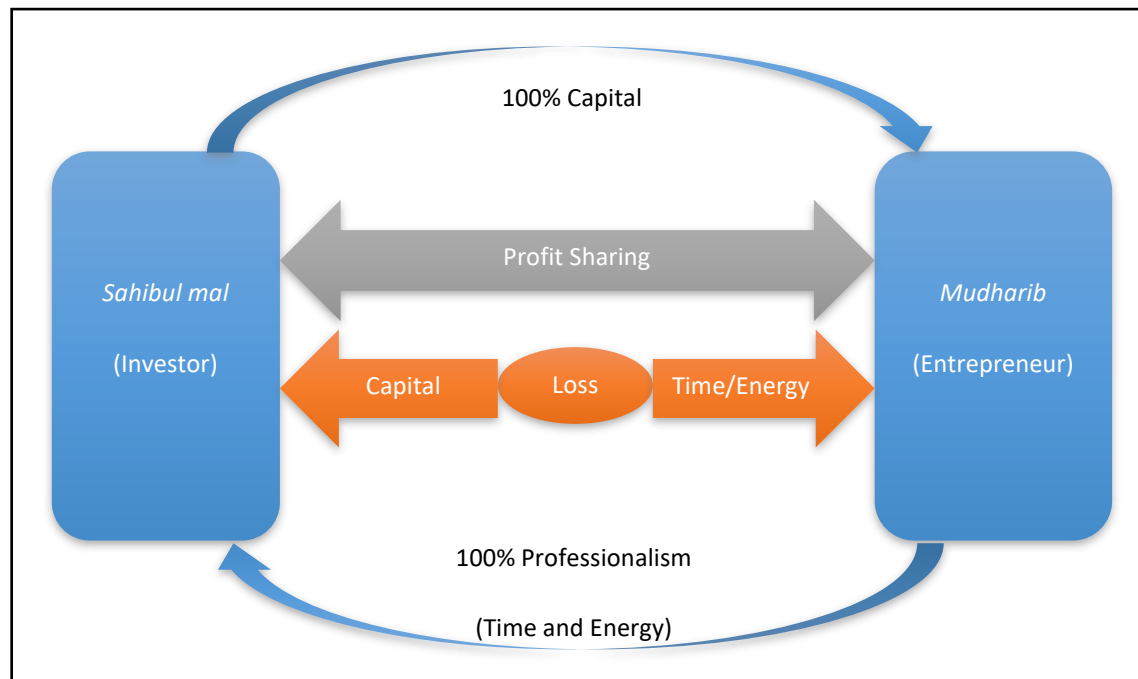 100% Capital
Profit Sharing
Sahibul mal
(Investor)
Mudharib
(Entrepreneur)
Capital
Loss
Time/Energy
100% Professionalism
(Time and Energy)